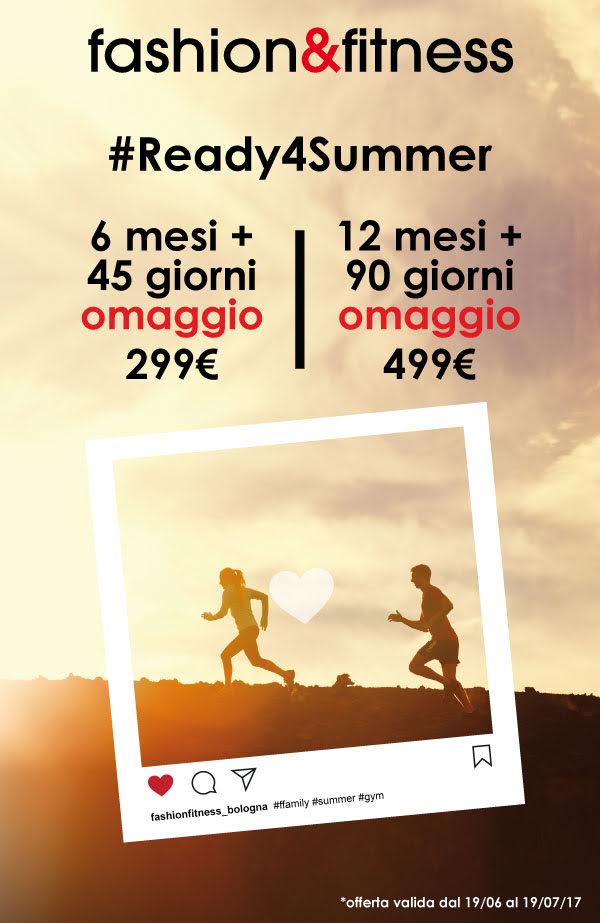 fashion&fitness
#Ready4Summer
6 mesi +
45 giorni
omaggio
299€
12 mesi +
90 giorni
omaggio
499€
fashionfitness_bologna #ffamily #summer #gym
*offerta valida dal 19/06 al 19/07/17